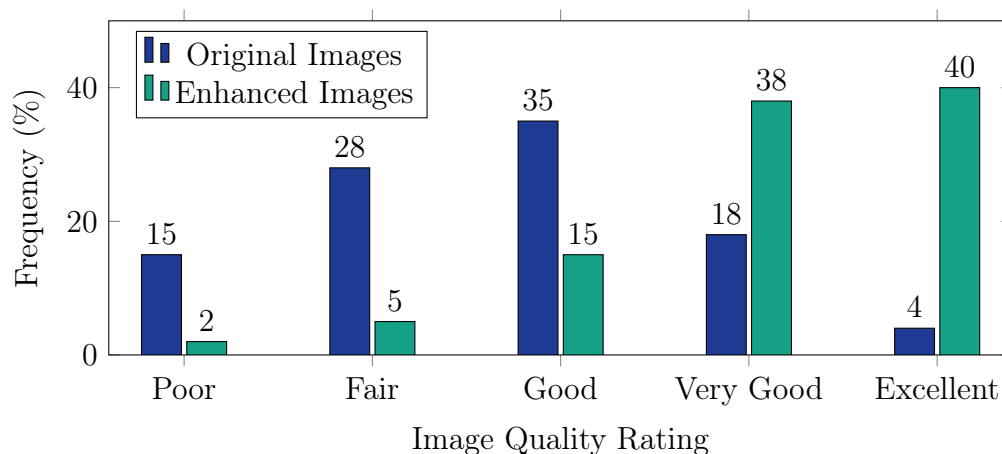 Original Images
Enhanced Images
Frequency (%)
40
20
0
15
2
28
5
35
15
18
38
4
40
Poor
Fair
Good
Very Good
Excellent
Image Quality Rating